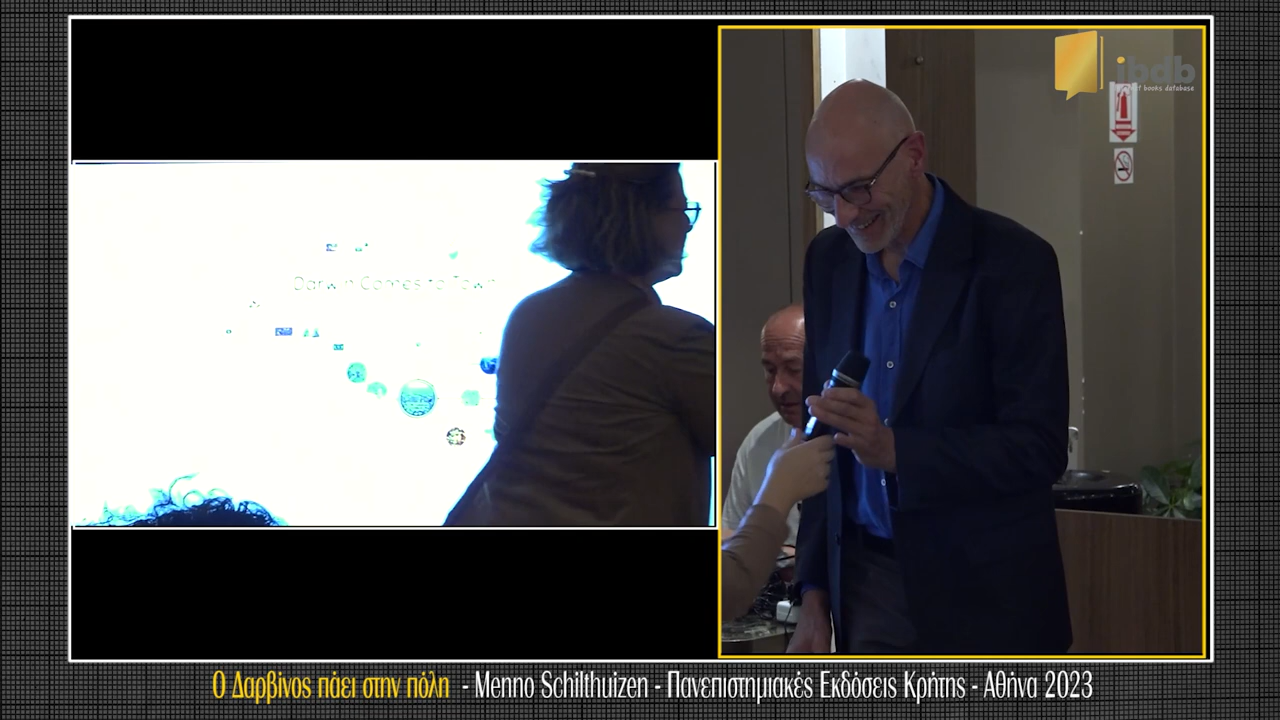 ibdb
Darwin Comes to Town
Ο Δαρβίνος πάει στην πόλη - Menno Schilthuizen - Πανεπιστημιακές Εκδόσεις Κρήτης - Αθήνα 2023